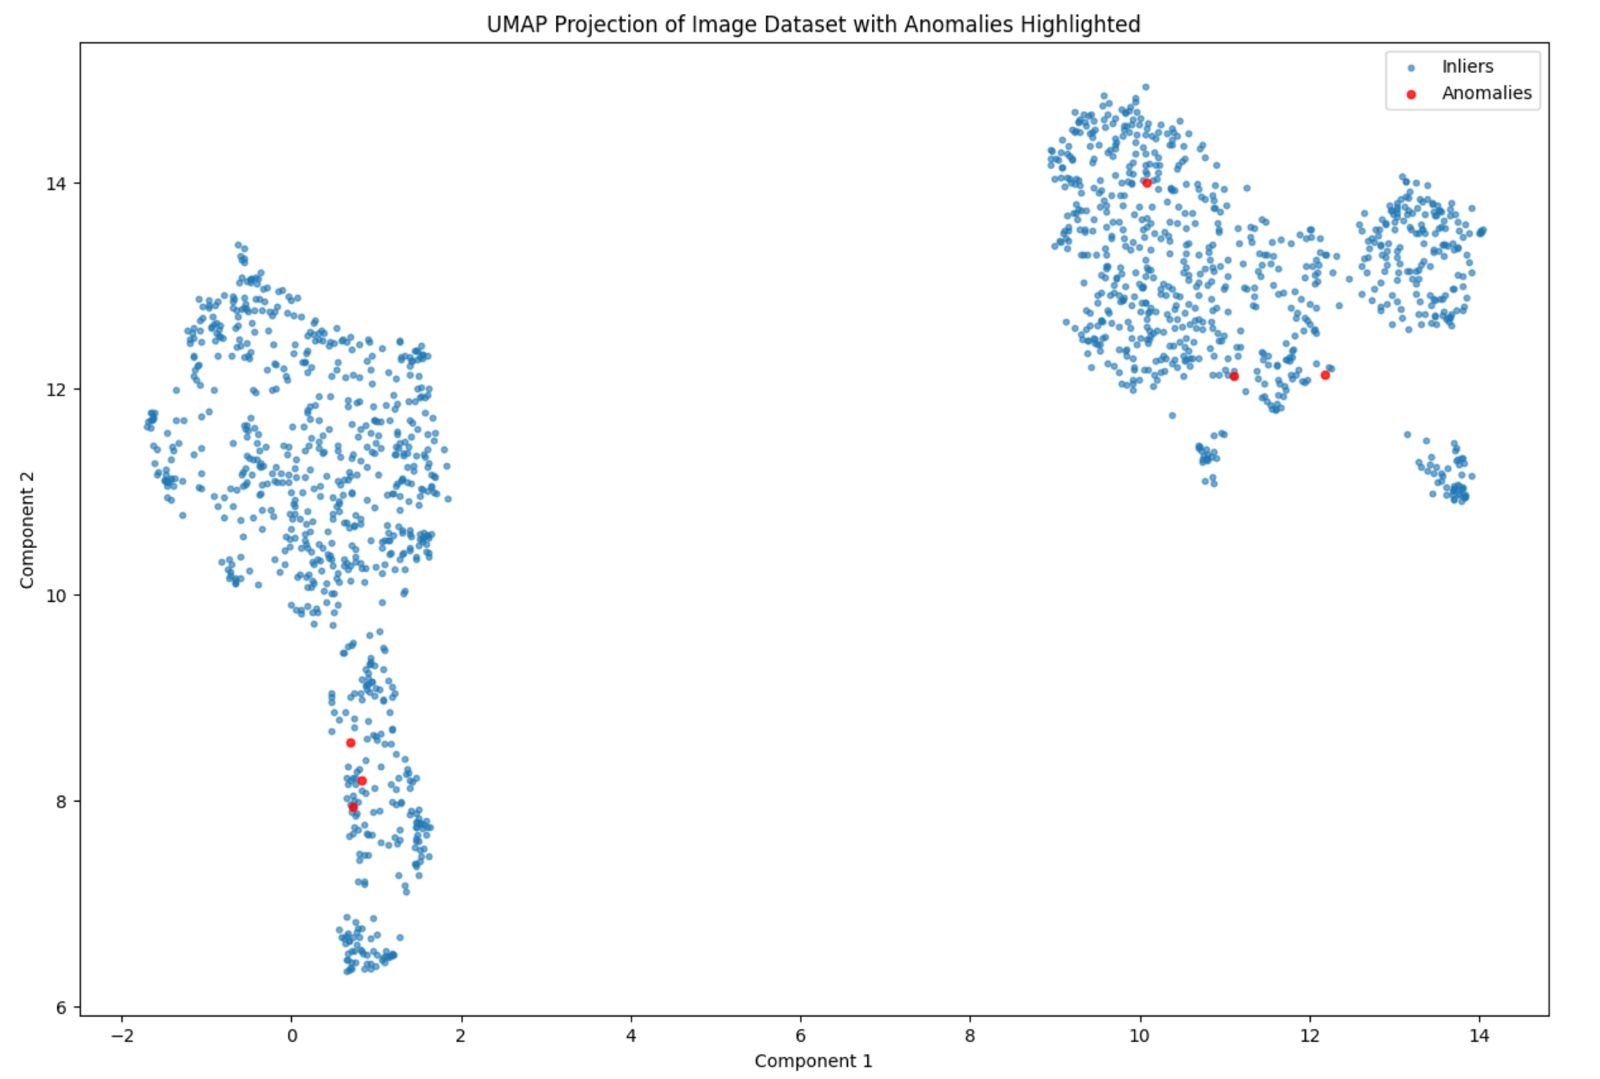 UMAP Projection of Image Dataset with Anomalies Highlighted
Inliers
Anomalies
14
12
10
8
6
Component 2
−2
0
2
4
6
8
10
12
14
Component 1